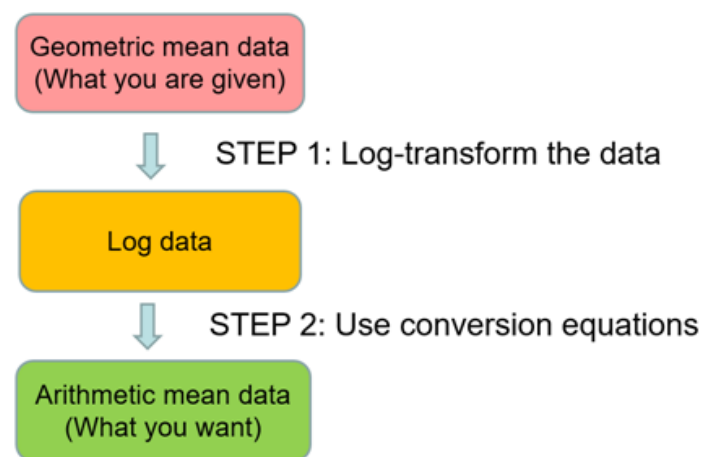 Geometric mean data
(What you are given)
STEP 1: Log-transform the data
Log data
STEP 2: Use conversion equations
Arithmetic mean data
(What you want)